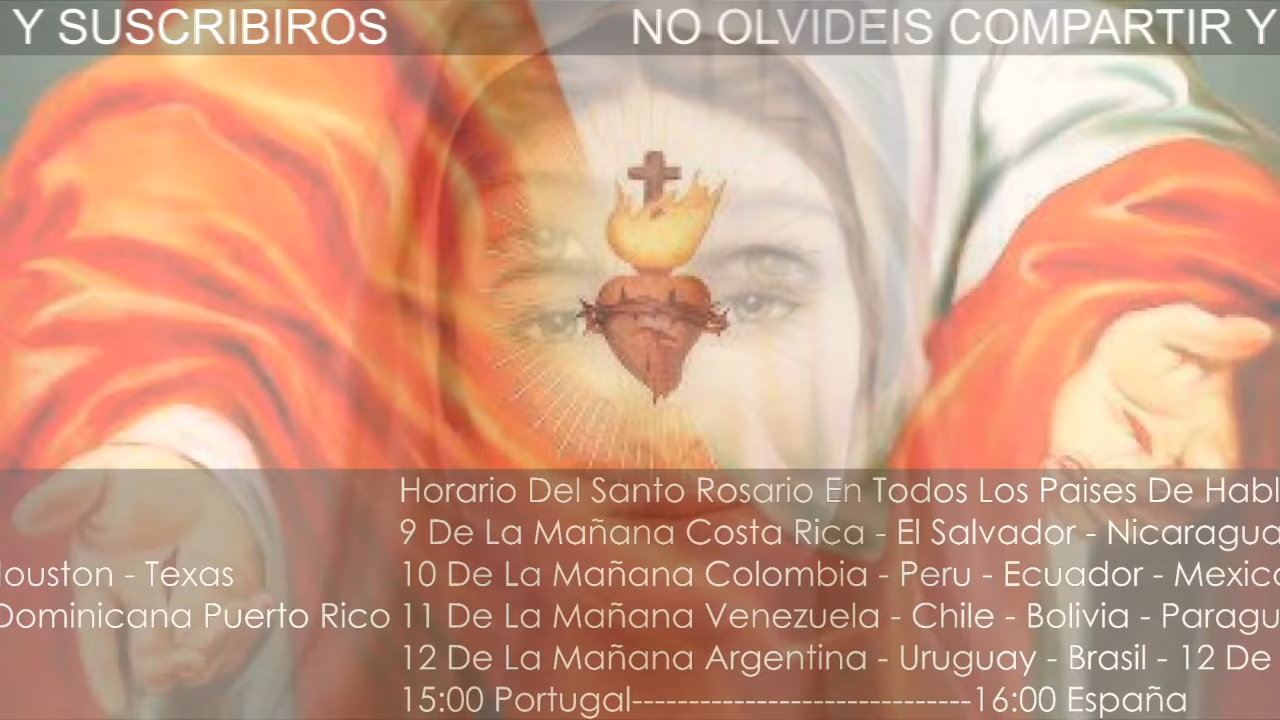 Y SUSCRIBIROS NO OLVIDEIS COMPARTIR Y
Horario Del Santo Rosario En Todos Los Paises De Habl
9 De La Mañana Costa Rica - El Salvador - Nicaragua
Houston - Texas 10 De La Mañana Colombia - Peru - Ecuador - Mexico
Dominicana Puerto Rico 11 De La Mañana Venezuela - Chile - Bolivia - Paragu
12 De La Mañana Argentina - Uruguay - Brasil - 12 De
15:00 Portugal------------------------------16:00 España